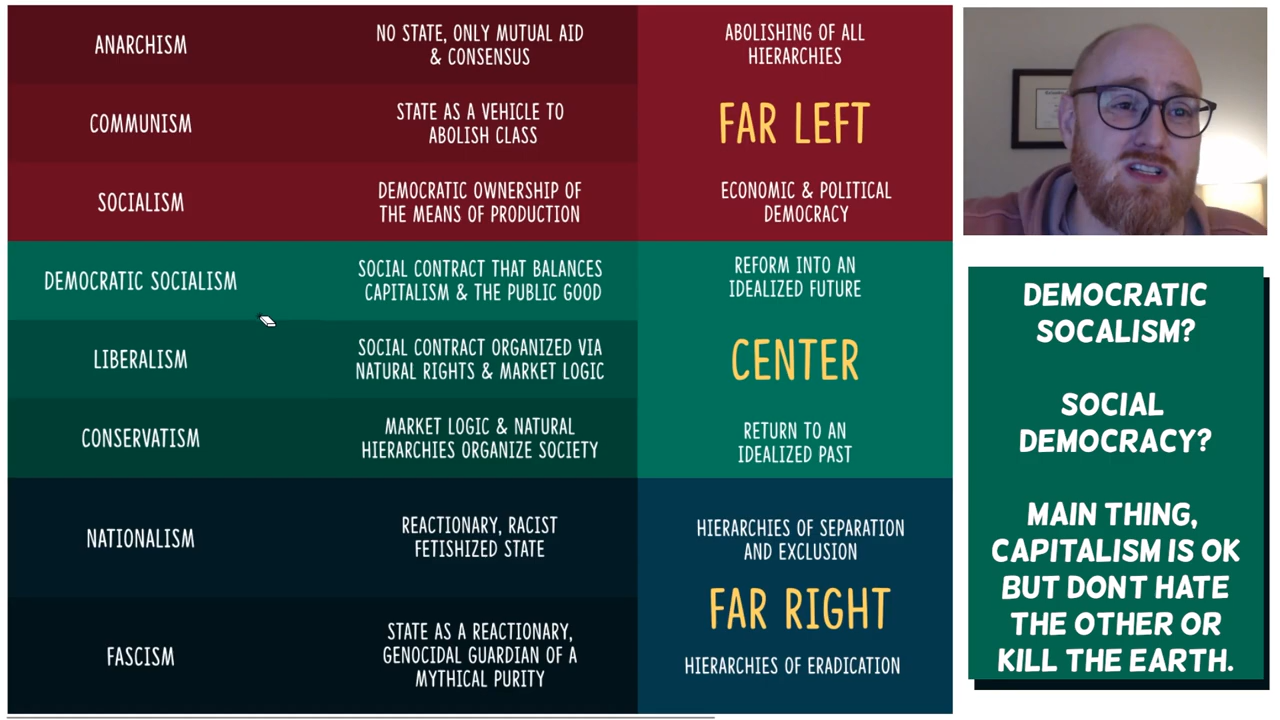 ANARCHISM
NO STATE, ONLY MUTUAL AID
& CONSENSUS
ABOLISHING OF ALL
HIERARCHIES
COMMUNISM
STATE AS A VEHICLE TO
ABOLISH CLASS
FAR LEFT
SOCIALISM
DEMOCRATIC OWNERSHIP OF
THE MEANS OF PRODUCTION
ECONOMIC & POLITICAL
DEMOCRACY
DEMOCRATIC SOCIALISM
SOCIAL CONTRACT THAT BALANCES
CAPITALISM & THE PUBLIC GOOD
REFORM INTO AN
IDEALIZED FUTURE
LIBERALISM
SOCIAL CONTRACT ORGANIZED VIA
NATURAL RIGHTS & MARKET LOGIC
CENTER
CONSERVATISM
MARKET LOGIC & NATURAL
HIERARCHIES ORGANIZE SOCIETY
RETURN TO AN
IDEALIZED PAST
NATIONALISM
REACTIONARY, RACIST
FETISHIZED STATE
HIERARCHIES OF SEPARATION
AND EXCLUSION
FAR RIGHT
FASCISM
STATE AS A REACTIONARY,
GENOCIDAL GUARDIAN OF A
MYTHICAL PURITY
HIERARCHIES OF ERADICATION
DEMOCRATIC
SOCALISM?
SOCIAL
DEMOCRACY?
MAIN THING,
CAPITALISM IS OK
BUT DONT HATE
THE OTHER OR
KILL THE EARTH.